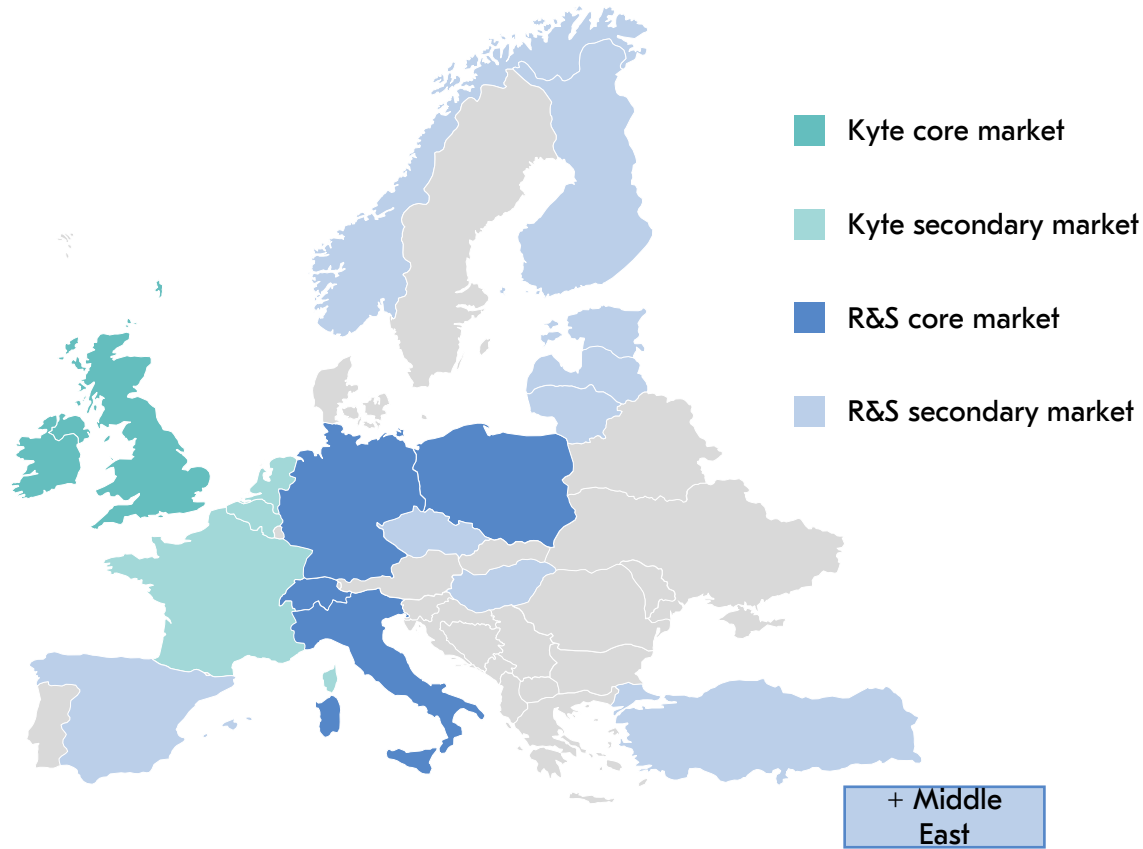 Kyte core market
Kyte secondary market
R&S core market
R&S secondary market
+ Middle
East